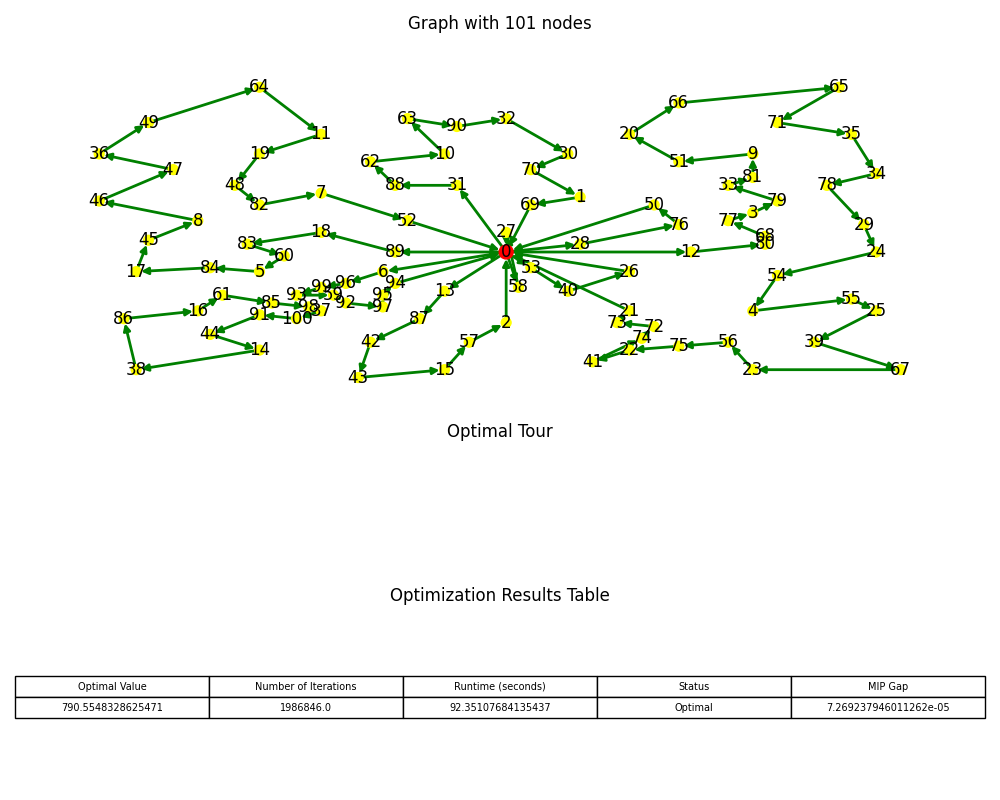 Graph with 101 nodes
64 65
66
49 63 90 32 71
11 20 35
36 19 62 10 30 51 9
47 70 34
48 88 31 33 81 78
46 82 7 69 1 50 79
8 52 77 3 29
45 83 18 27 28 76 68
60 89 0 12 80 24
17 84 5 6 53 26 54
99 96 94 58 40
61 93 59 95 13 4 55
86 16 85 98 37 92 97 21 25
91 100 87 2 73 72
44 42 57 74 56 39
14 22 75
38 43 15 41 23 67
Optimal Tour
Optimization Results Table
Optimal Value Number of Iterations Runtime (seconds) Status MIP Gap
790.5548328625471 1986846.0 92.35107684135437 Optimal 7.269237946011262e-05